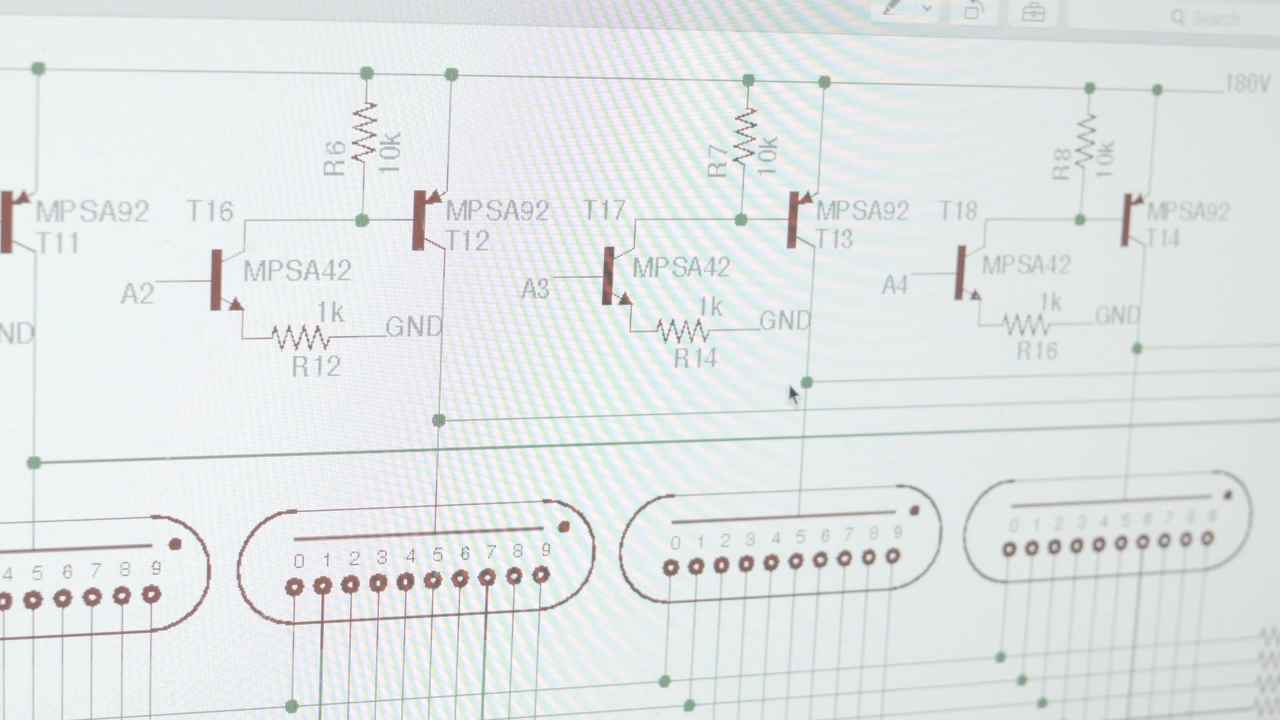 Search
180V
R6
10k
R7
10k
R8
10k
MPSA92
T11
T16
MPSA92
T12
T17
MPSA92
T13
T18
MPSA92
T14
MPSA42
MPSA42
MPSA42
A2
A3
A4
1k
GND
R12
1k
GND
R14
1k
GND
R16
ND
4 5 6 7 8 9
0 1 2 3 4 5 6 7 8 9
0 1 2 3 4 5 6 7 8 9
0 1 2 3 4 5 6 7 8 9